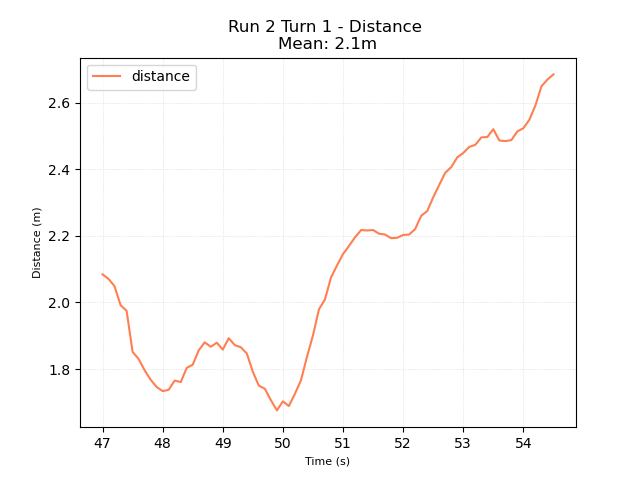 Run 2 Turn 1 - Distance
Mean: 2.1m
distance
2.6
2.4
2.2
2.0
1.8
Distance (m)
47 48 49 50 51 52 53 54
Time (s)